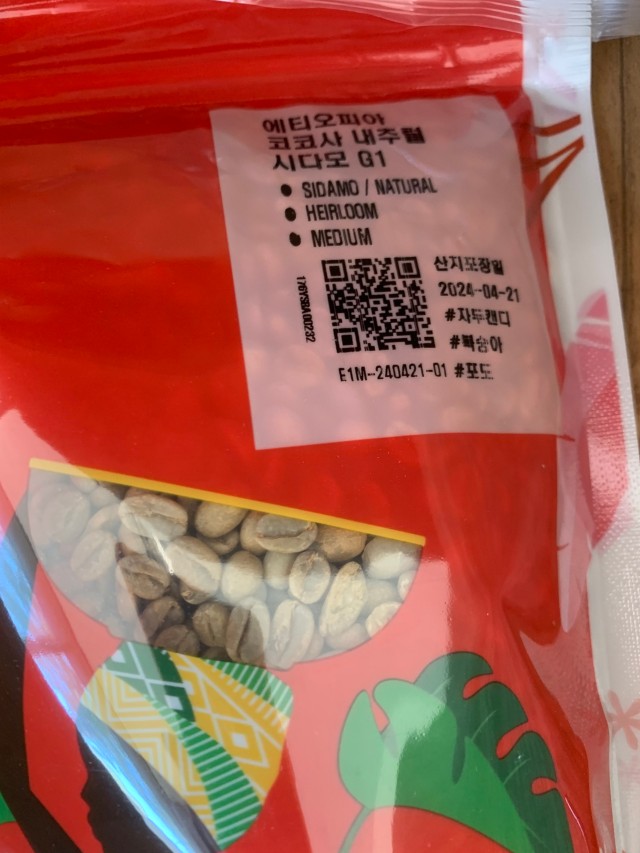 에티오피아
코코사 내추럴
시다모 G1
● SIDAMO / NATURAL
● HEIRLOOM
● MEDIUM
산지포장일
2024-04-21
#자두캔디
#복숭아
E1M-240421-01 #포도
176YSBA00232